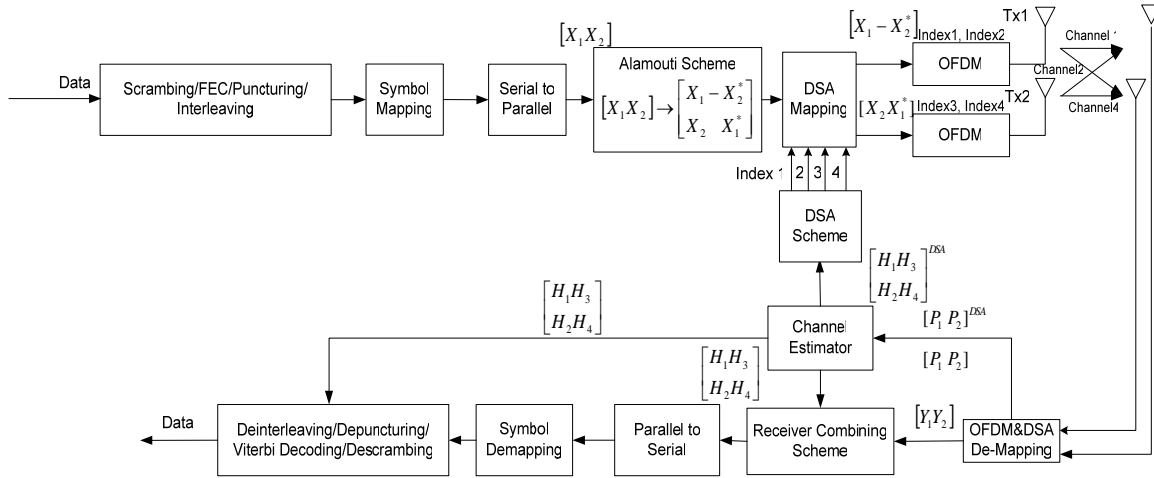 Data
Scrambing/FEC/Puncturing/
Interleaving
Symbol
Mapping
Serial to
Parallel
[X₁X₂]
Alamouti Scheme
[X₁X₂] → [X₁ − X₂*
X₂ X₁*]
DSA
Mapping
[X₁ − X₂*]
Index1, Index2
OFDM
Tx1
[X₂X₁*]
Index3, Index4
OFDM
Tx2
Channel 1
Channel2
Channel4
Index 1 2 3 4
DSA
Scheme
[H₁H₃
H₂H₄]ᴰˢᴬ
[H₁H₃
H₂H₄]
Channel
Estimator
[P₁ P₂]ᴰˢᴬ
[P₁ P₂]
[H₁H₃
H₂H₄]
Data
Deinterleaving/Depuncturing/
Viterbi Decoding/Descrambing
Symbol
Demapping
Parallel to
Serial
Receiver Combining
Scheme
[Y₁Y₂]
OFDM&DSA
De-Mapping